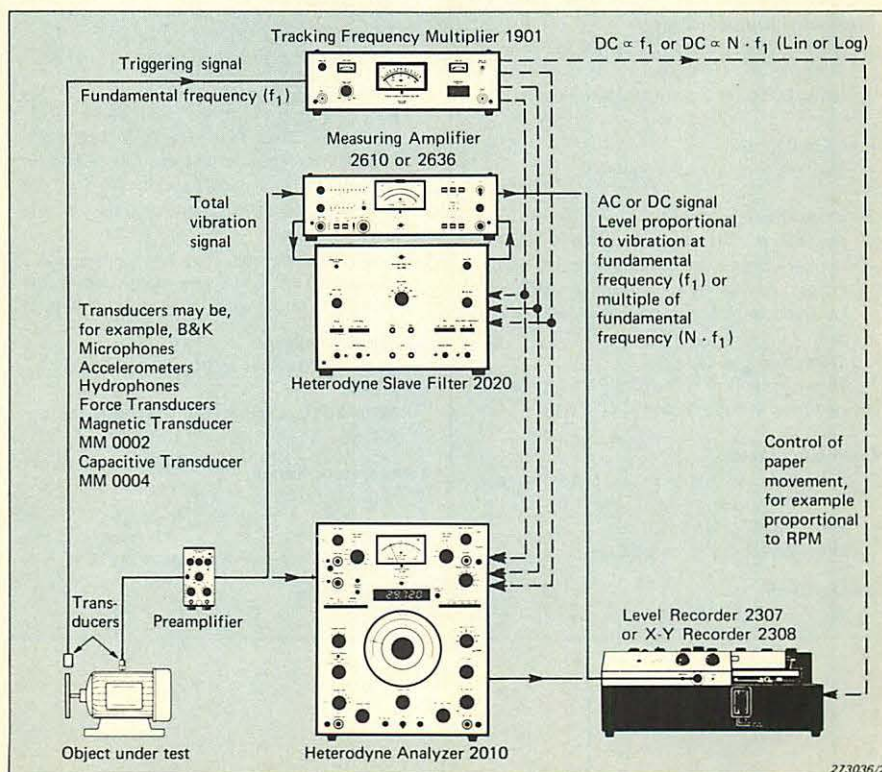 Tracking Frequency Multiplier 1901
DC ∝ f₁ or DC ∝ N · f₁ (Lin or Log)
Triggering signal
Fundamental frequency (f₁)
Measuring Amplifier
2610 or 2636
Total
vibration
signal
AC or DC signal
Level proportional
to vibration at
fundamental
frequency (f₁) or
multiple of
fundamental
frequency (N · f₁)
Transducers may be,
for example, B&K
Microphones
Accelerometers
Hydrophones
Force Transducers
Magnetic Transducer
MM 0002
Capacitive Transducer
MM 0004
Heterodyne Slave Filter 2020
Control of
paper
movement,
for example
proportional
to RPM
29.720
Trans-
ducers
Preamplifier
Level Recorder 2307
or X-Y Recorder 2308
Object under test
Heterodyne Analyzer 2010
273036/2